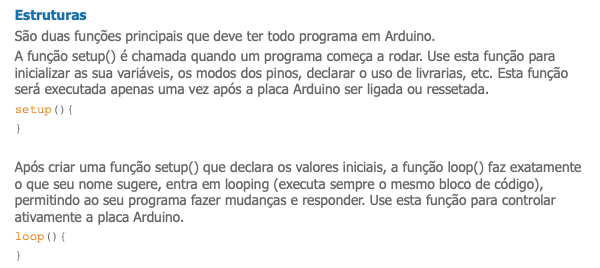 Estruturas
São duas funções principais que deve ter todo programa em Arduino.
A função setup() é chamada quando um programa começa a rodar. Use esta função para
inicializar as sua variáveis, os modos dos pinos, declarar o uso de livrarias, etc. Esta função
será executada apenas uma vez após a placa Arduino ser ligada ou ressetada.
setup(){
}
Após criar uma função setup() que declara os valores iniciais, a função loop() faz exatamente
o que seu nome sugere, entra em looping (executa sempre o mesmo bloco de código),
permitindo ao seu programa fazer mudanças e responder. Use esta função para controlar
ativamente a placa Arduino.
loop(){
}